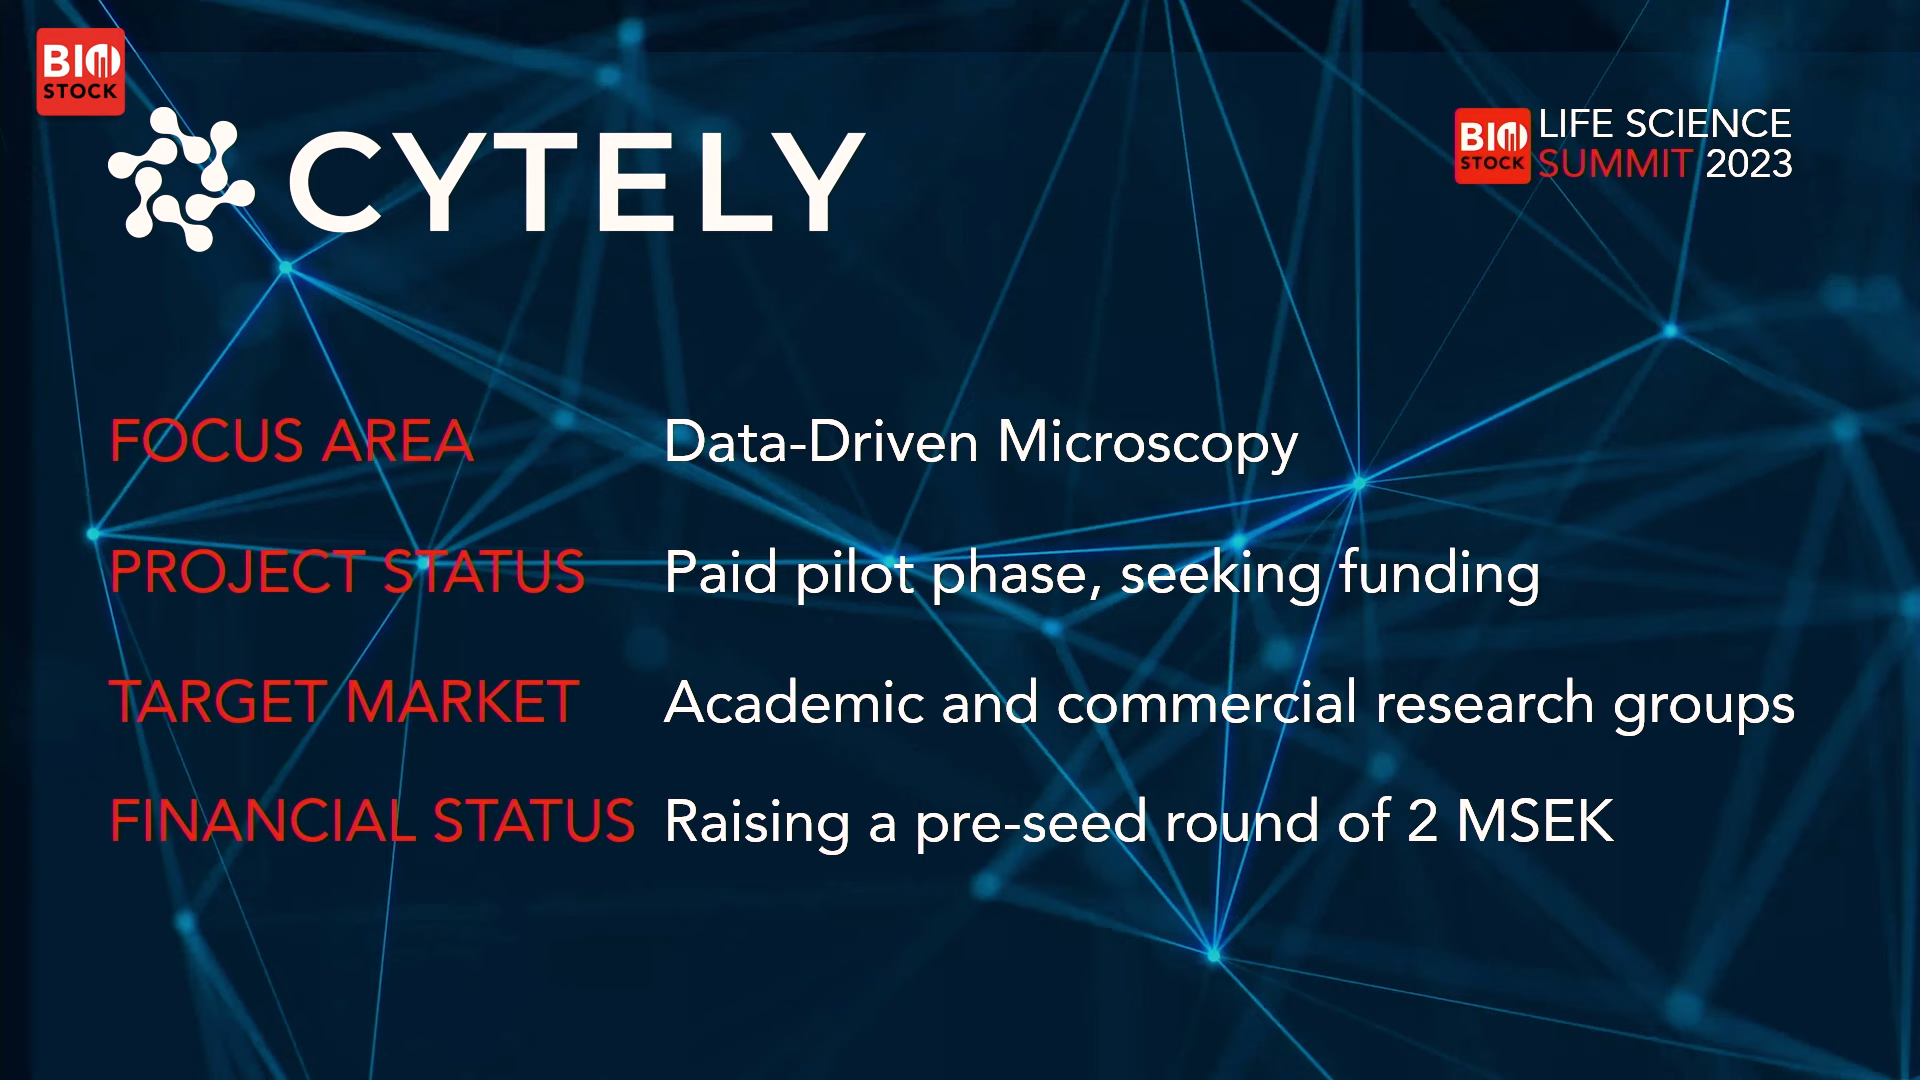 BIO
STOCK
CYTELY
BIO
STOCK
LIFE SCIENCE
SUMMIT 2023
FOCUS AREA Data-Driven Microscopy
PROJECT STATUS Paid pilot phase, seeking funding
TARGET MARKET Academic and commercial research groups
FINANCIAL STATUS Raising a pre-seed round of 2 MSEK